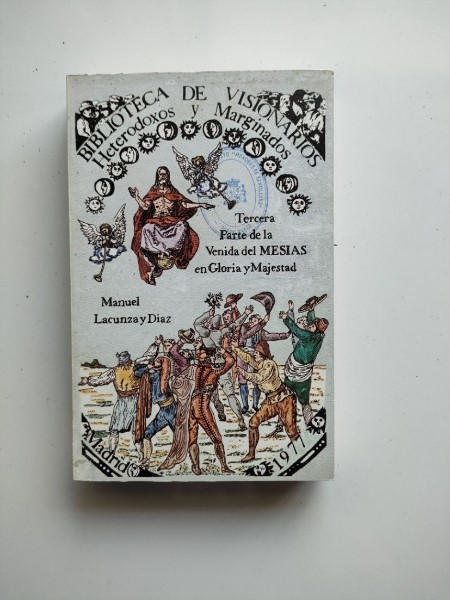 BIBLIOTECA DE VISIONARIOS
Heterodoxos y Marginados
Tercera
Parte de la
Venida del MESIAS
en Gloria y Majestad
Manuel
Lacunza y Diaz
Madrid
1977